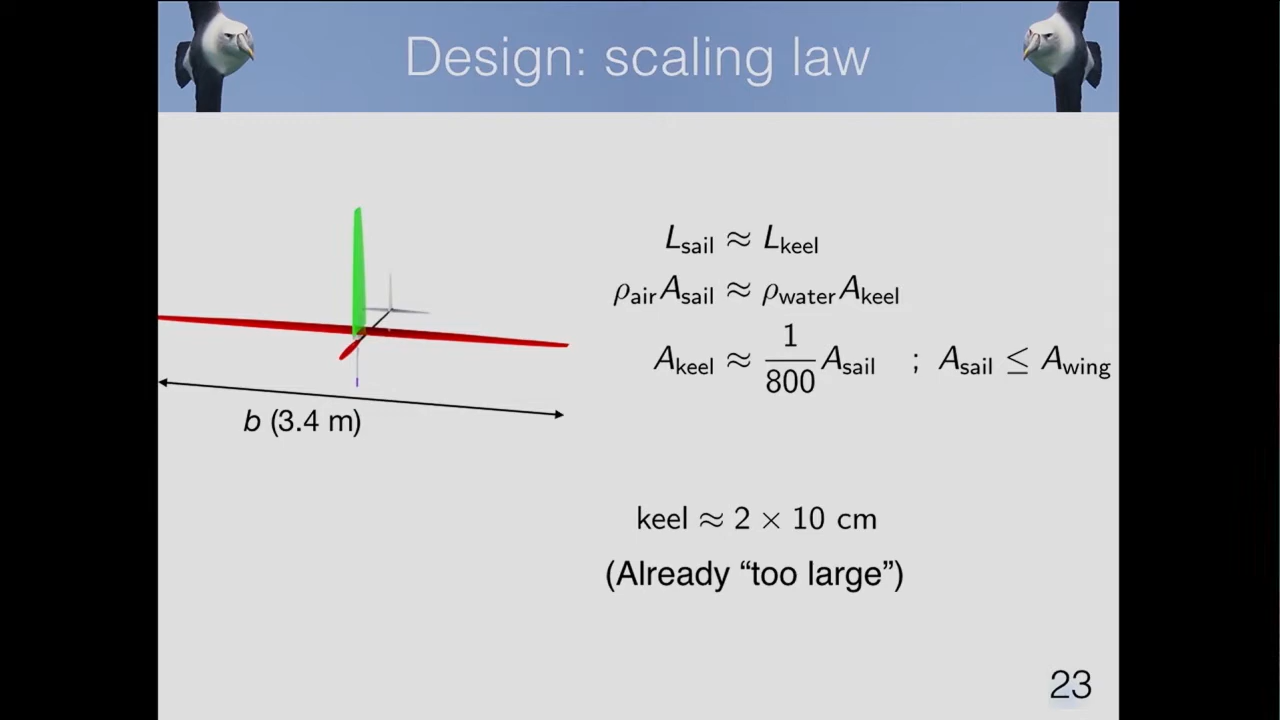 Design: scaling law
L_sail ≈ L_keel
ρ_air A_sail ≈ ρ_water A_keel
A_keel ≈ 1/800 A_sail ; A_sail ≤ A_wing
b (3.4 m)
keel ≈ 2 × 10 cm
(Already “too large”)
23